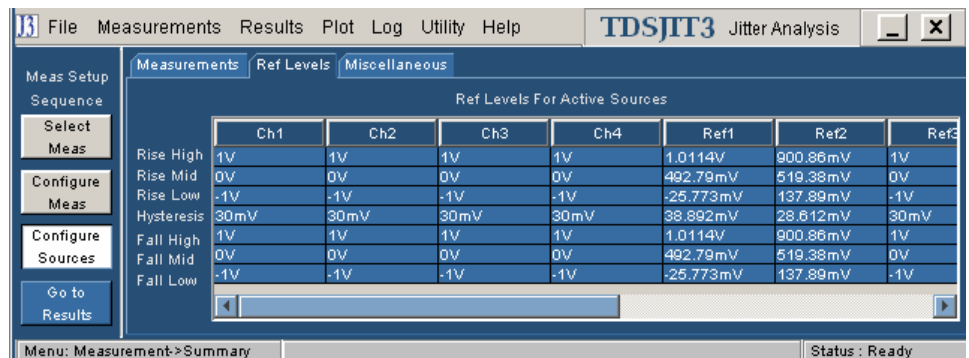 J3 File Measurements Results Plot Log Utility Help TDSJIT3 Jitter Analysis _ X
Measurements Ref Levels Miscellaneous
Meas Setup
Sequence
Select
Meas
Configure
Meas
Configure
Sources
Go to
Results
Ref Levels For Active Sources
Ch1 Ch2 Ch3 Ch4 Ref1 Ref2 Ref3
Rise High 1V 1V 1V 1V 1.0114V 900.86mV 1V
Rise Mid 0V 0V 0V 0V 492.79mV 519.38mV 0V
Rise Low -1V -1V -1V -1V -25.773mV 137.89mV -1V
Hysteresis 30mV 30mV 30mV 30mV 38.892mV 28.612mV 30mV
Fall High 1V 1V 1V 1V 1.0114V 900.86mV 1V
Fall Mid 0V 0V 0V 0V 492.79mV 519.38mV 0V
Fall Low -1V -1V -1V -1V -25.773mV 137.89mV -1V
Menu: Measurement->Summary Status : Ready